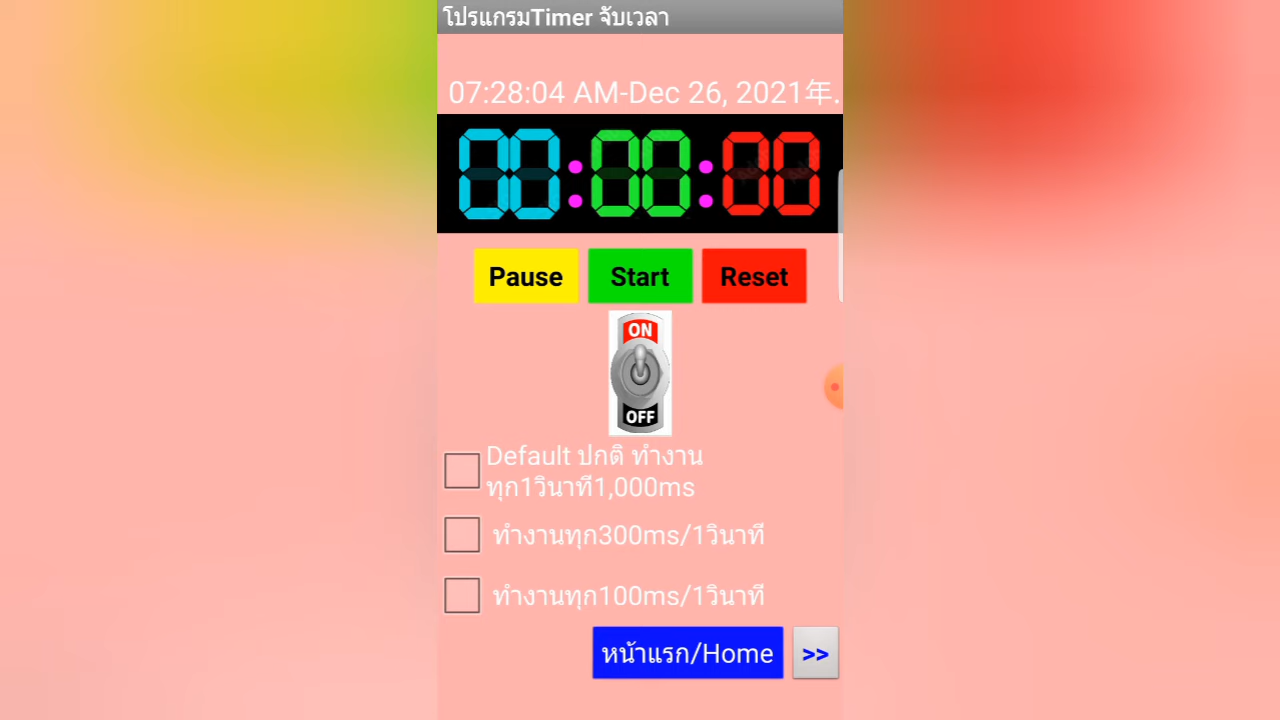 โปรแกรมTimer จับเวลา
07:28:04 AM-Dec 26, 2021年.
00:00:00
Pause Start Reset
ON
OFF
Default ปกติ ทำงาน
ทุก1วินาที1,000ms
ทำงานทุก300ms/1วินาที
ทำงานทุก100ms/1วินาที
หน้าแรก/Home >>